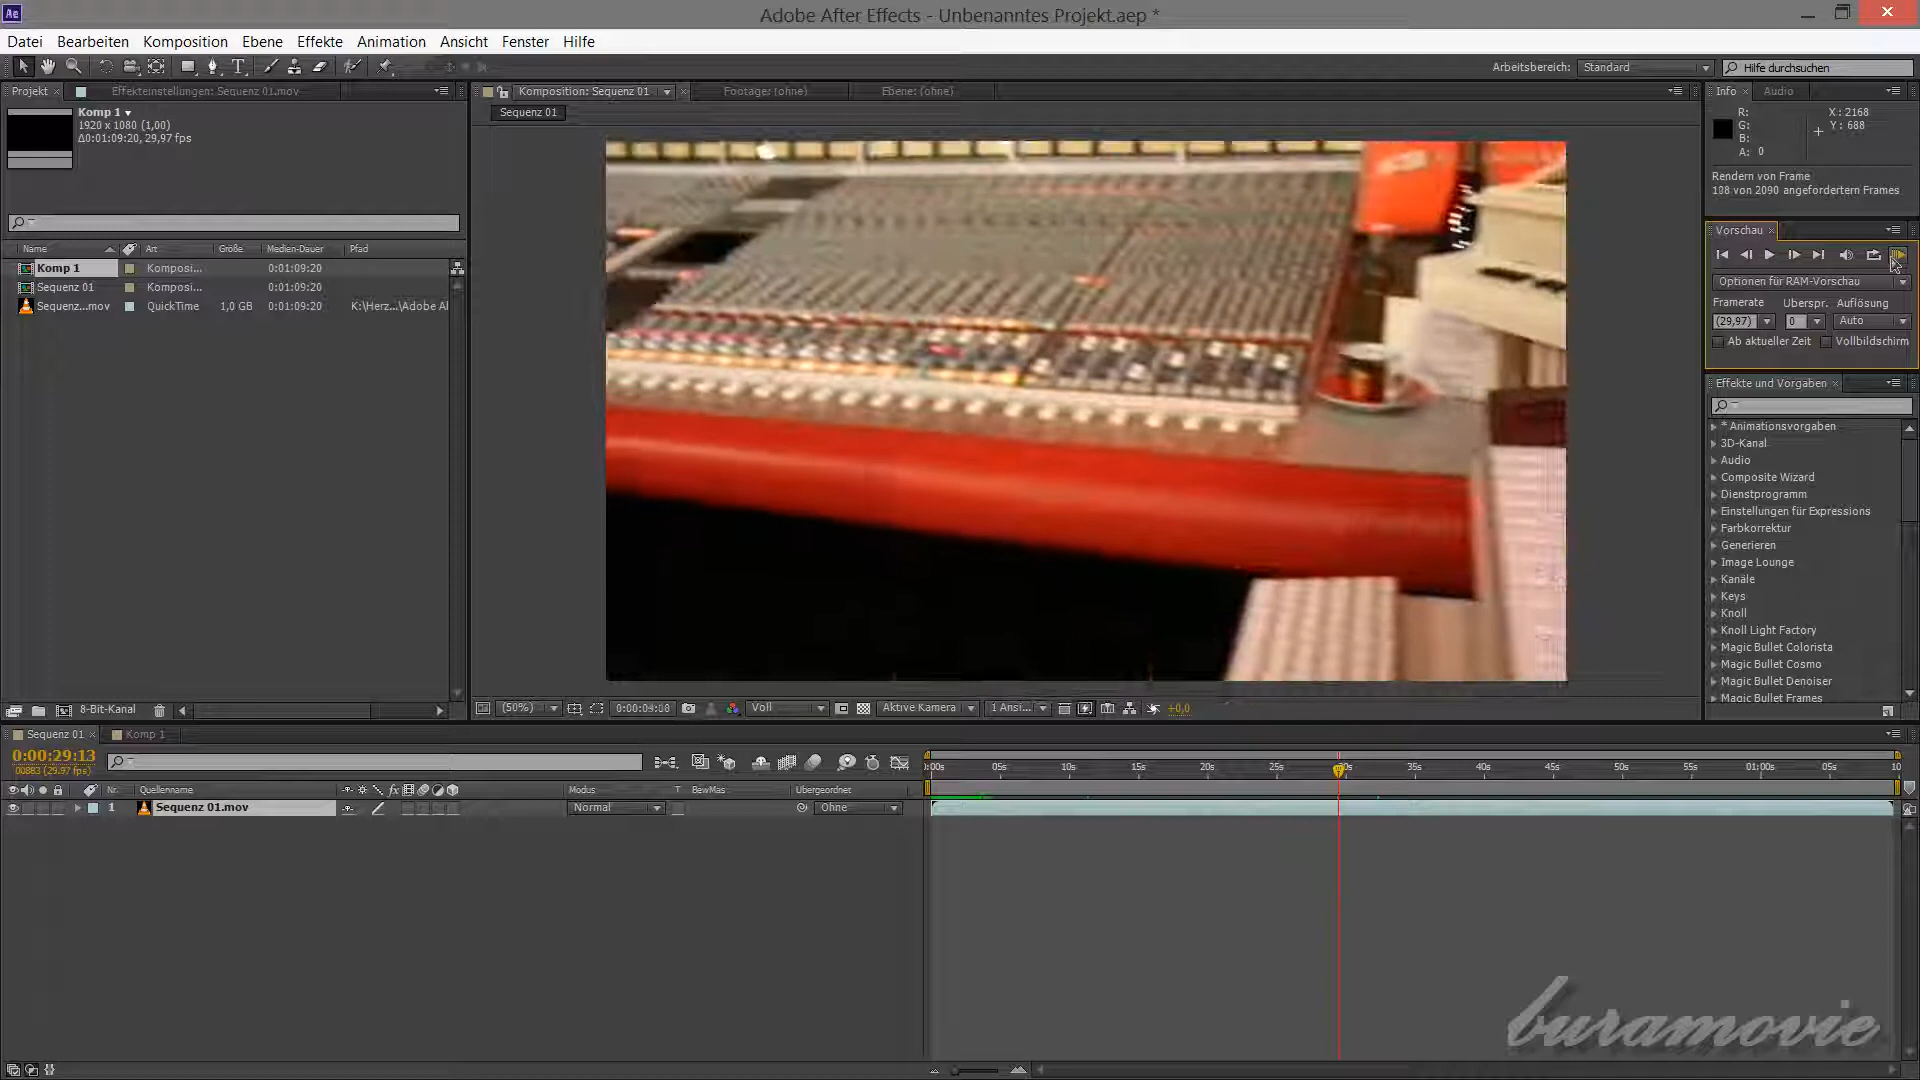 Adobe After Effects - Unbenanntes Projekt.aep *
Datei Bearbeiten Komposition Ebene Effekte Animation Ansicht Fenster Hilfe
Arbeitsbereich: Standard Hilfe durchsuchen
Projekt Effekteinstellungen: Sequenz 01.mov
Komposition: Sequenz 01 Footage: (ohne) Ebene: (ohne)
Info Audio
Komp 1
1920 x 1080 (1,00)
Δ0:01:09:20, 29,97 fps
Sequenz 01
R:
G:
B:
A: 0
X: 2168
Y: 688
Rendern von Frame
108 von 2090 angeforderten Frames
Vorschau
Optionen für RAM-Vorschau
Framerate Überspr. Auflösung
(29,97) 0 Auto
Ab aktueller Zeit Vollbildschirm
Name Art Größe Medien-Dauer Pfad
Komp 1 Komposi... 0:01:09:20
Sequenz 01 Komposi... 0:01:09:20
Sequenz...mov QuickTime 1,0 GB 0:01:09:20 K:\Herz...\Adobe Al
Effekte und Vorgaben
* Animationsvorgaben
3D-Kanal
Audio
Composite Wizard
Dienstprogramm
Einstellungen für Expressions
Farbkorrektur
Generieren
Image Lounge
Kanäle
Keys
Knoll
Knoll Light Factory
Magic Bullet Colorista
Magic Bullet Cosmo
Magic Bullet Denoiser
Magic Bullet Frames
8-Bit-Kanal
(50%) 0:00:09:08 Voll Aktive Kamera 1 Ansi... +0,0
Sequenz 01 Komp 1
0:00:29:13
00883 (29.97 fps)
:00s 05s 10s 15s 20s 25s 30s 35s 40s 45s 50s 55s 01:00s 05s 10
Nr. Quellenname Modus T BewMas Übergeordnet
1 Sequenz 01.mov Normal Ohne
buramovie